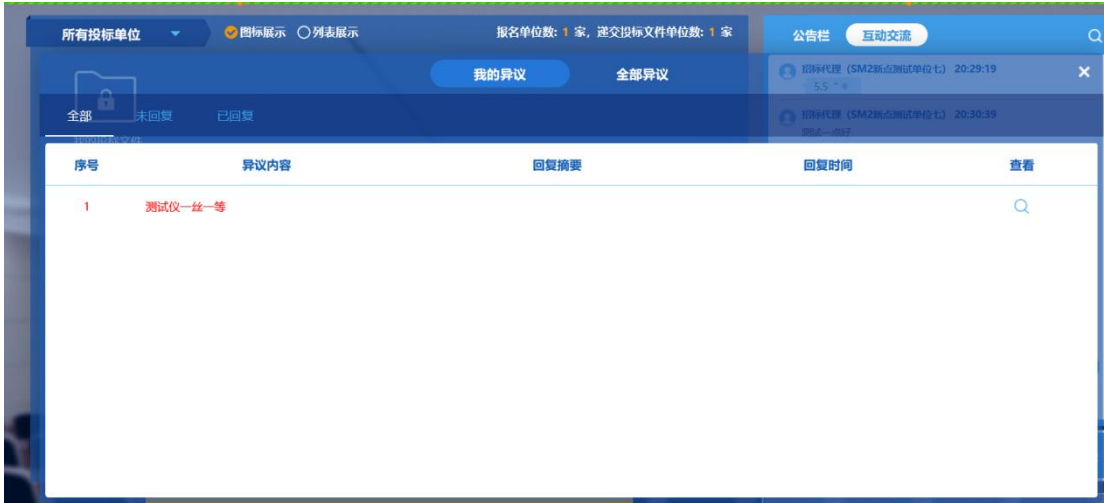 所有投标单位 图标展示 列表展示 报名单位数: 1 家, 递交投标文件单位数: 1 家 公告栏 互动交流
我的异议 全部异议
招标代理 (SM2新点测试单位七) 20:29:19
全部 未回复 已回复
招标代理 (SM2新点测试单位七) 20:30:39
序号 异议内容 回复摘要 回复时间 查看
1 测试仪一丝一等